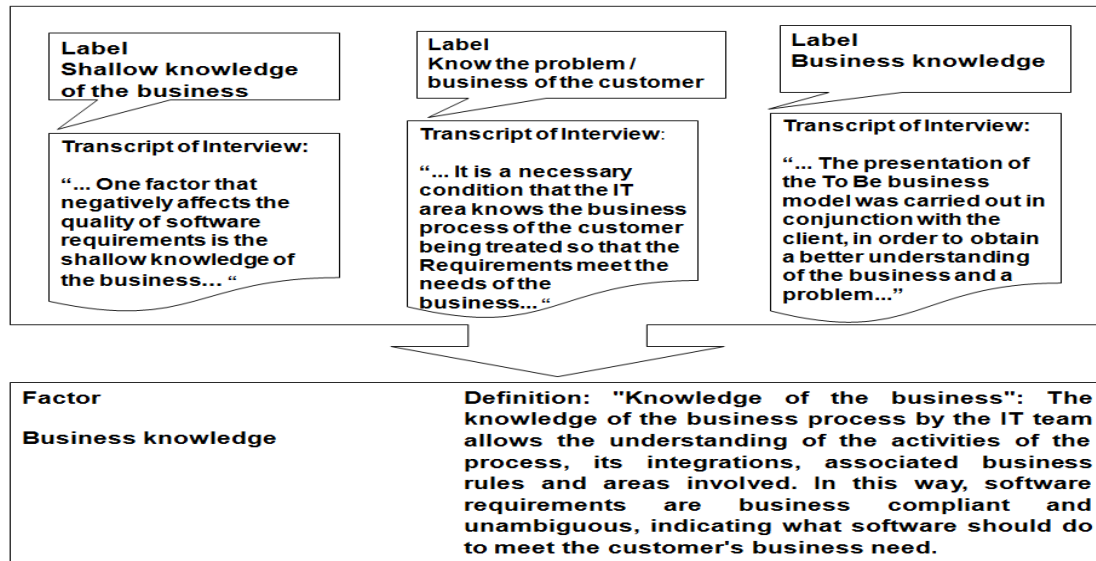 Label
Shallow knowledge
of the business
Transcript of Interview:
“... One factor that
negatively affects the
quality of software
requirements is the
shallow knowledge of
the business... “
Label
Know the problem /
business of the customer
Transcript of Interview:
“... It is a necessary
condition that the IT
area knows the business
process of the customer
being treated so that the
Requirements meet the
needs of the
business... “
Label
Business knowledge
Transcript of Interview:
“... The presentation of
the To Be business
model was carried out in
conjunction with the
client, in order to obtain
a better understanding
of the business and a
problem...”
Factor
Business knowledge
Definition: "Knowledge of the business": The
knowledge of the business process by the IT team
allows the understanding of the activities of the
process, its integrations, associated business
rules and areas involved. In this way, software
requirements are business compliant and
unambiguous, indicating what software should do
to meet the customer's business need.